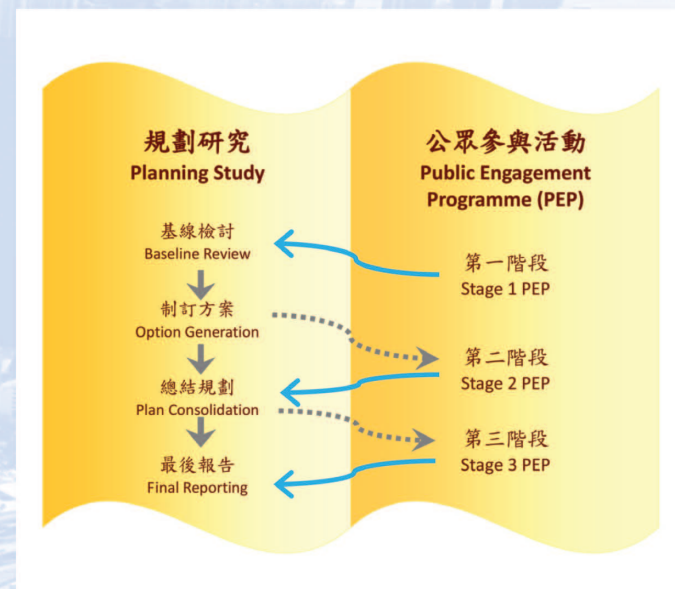 規劃研究
Planning Study
基線檢討
Baseline Review
制訂方案
Option Generation
總結規劃
Plan Consolidation
最後報告
Final Reporting
公眾參與活動
Public Engagement
Programme (PEP)
第一階段
Stage 1 PEP
第二階段
Stage 2 PEP
第三階段
Stage 3 PEP